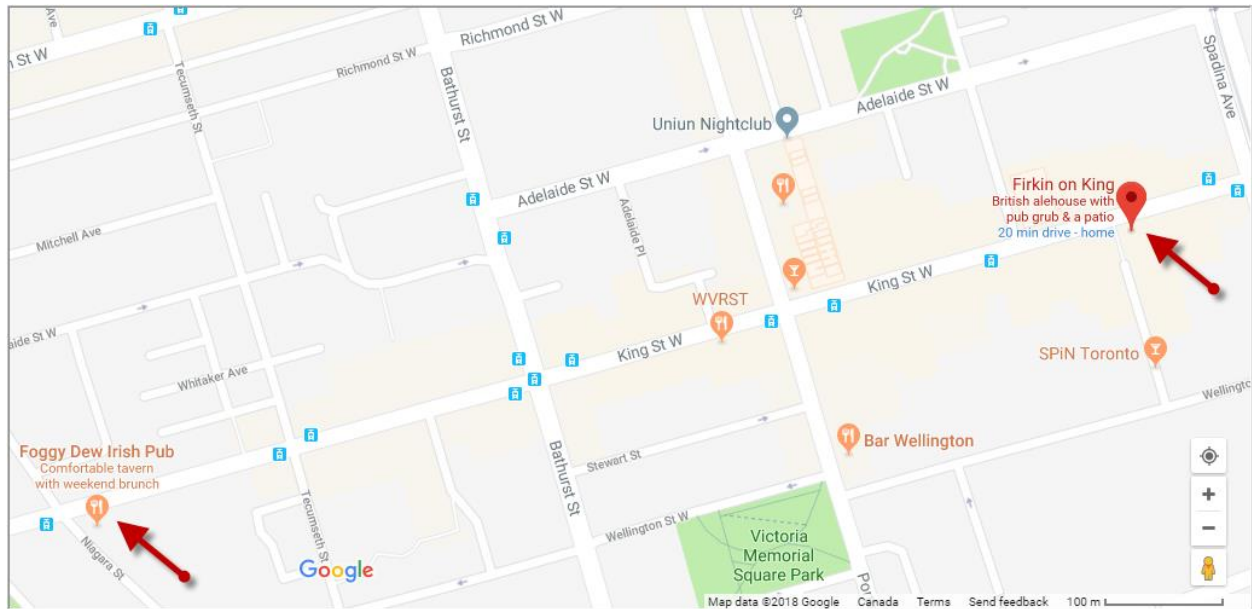 Ave
St W
Tecumseth St
Richmond St W
Richmond St W
Bathurst St
St
Uniun Nightclub
Adelaide St W
Spadina Ave
Firkin on King
British alehouse with
pub grub & a patio
20 min drive - home
Adelaide St W
Adelaide Pl
Mitchell Ave
King St W
WVRST
King St W
SPiN Toronto
St W
Whitaker Ave
Foggy Dew Irish Pub
Comfortable tavern
with weekend brunch
Bar Wellington
Stewart St
Bathurst St
Tecumseth St
Niagara St
Wellington St W
Victoria
Memorial
Square Park
Google
Map data ©2018 Google Canada Terms Send feedback 100 m